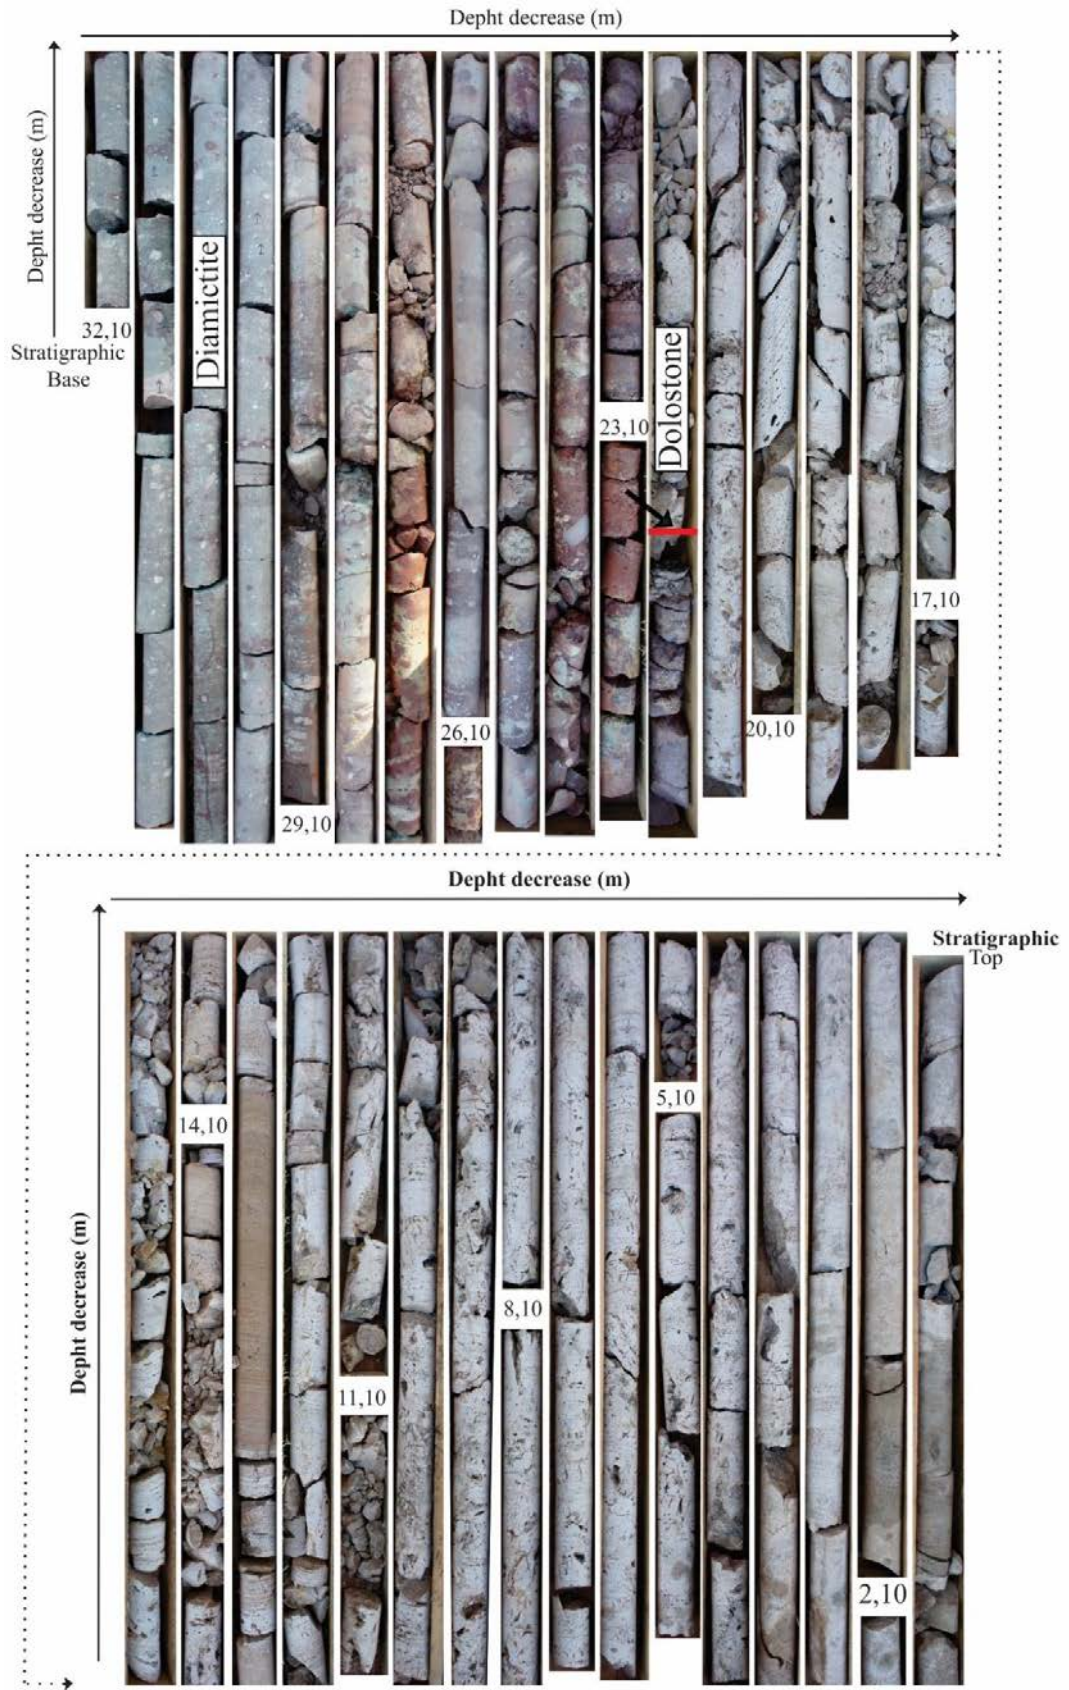 Depht decrease (m)
Depht decrease (m)
32,10
Stratigraphic
Base
Diamictite
29,10
26,10
23,10
Dolostone
20,10
17,10
Depht decrease (m)
Depht decrease (m)
Stratigraphic
Top
14,10
11,10
8,10
5,10
2,10